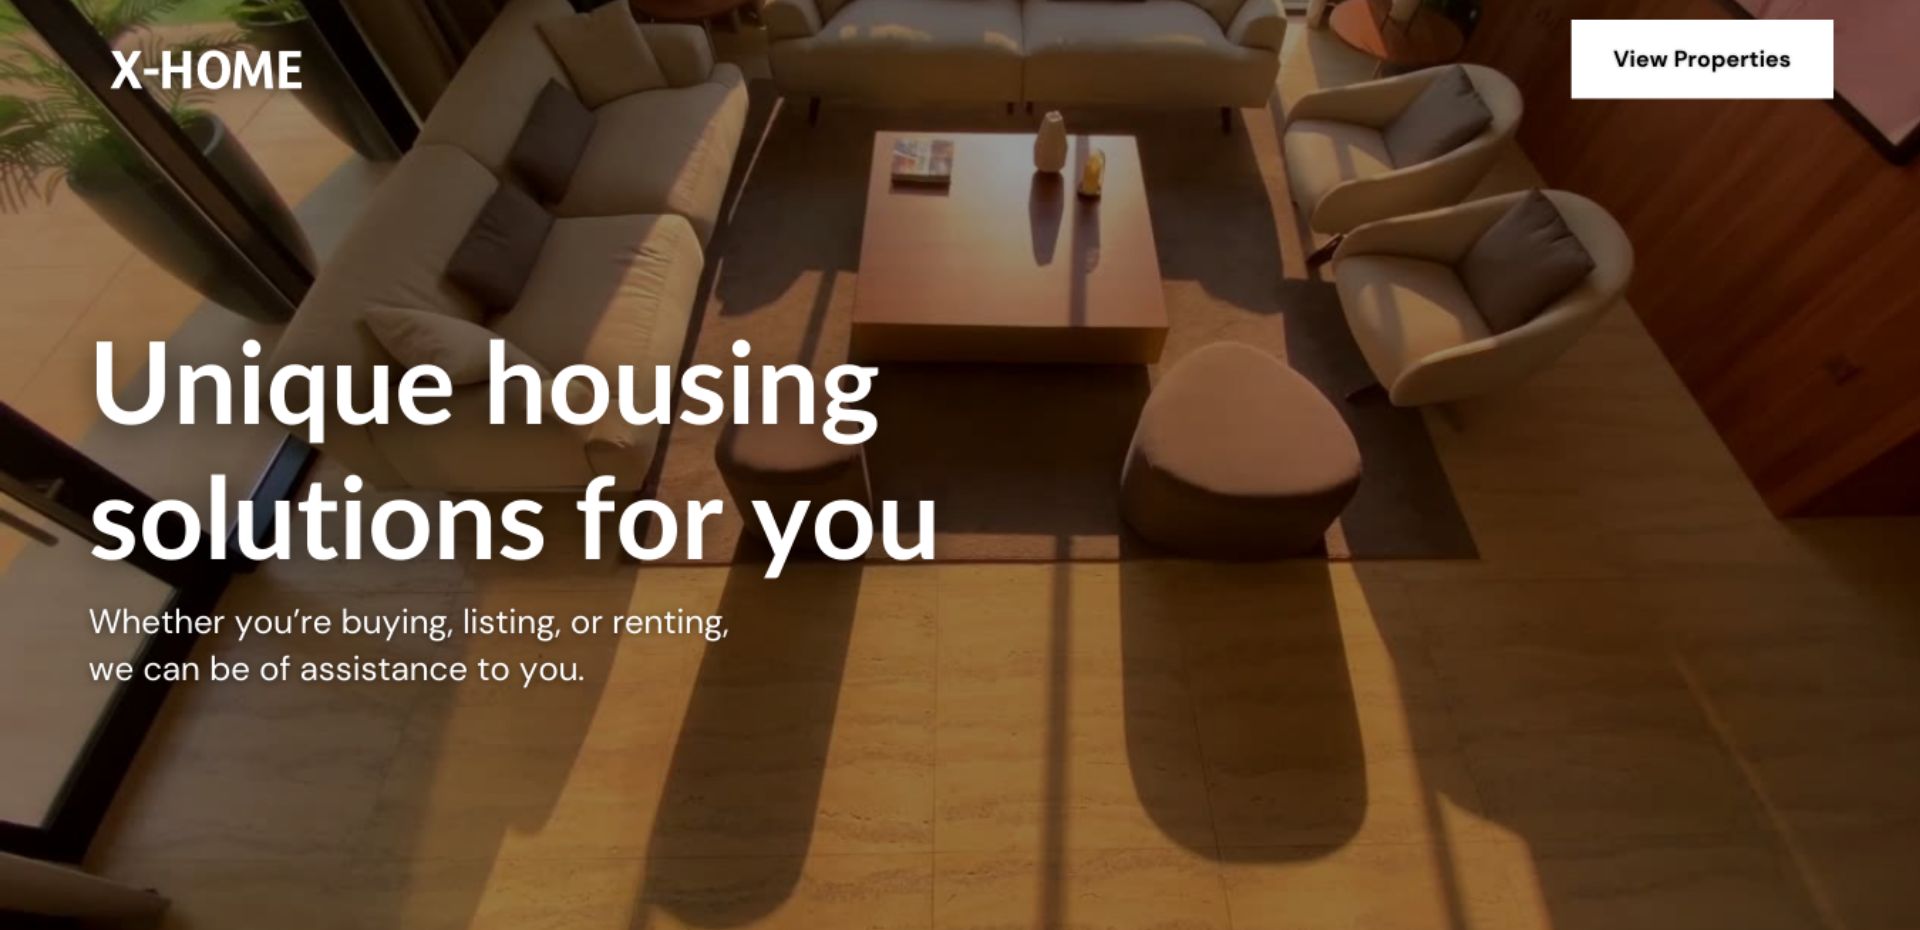 X-HOME
View Properties
Unique housing
solutions for you
Whether you’re buying, listing, or renting,
we can be of assistance to you.